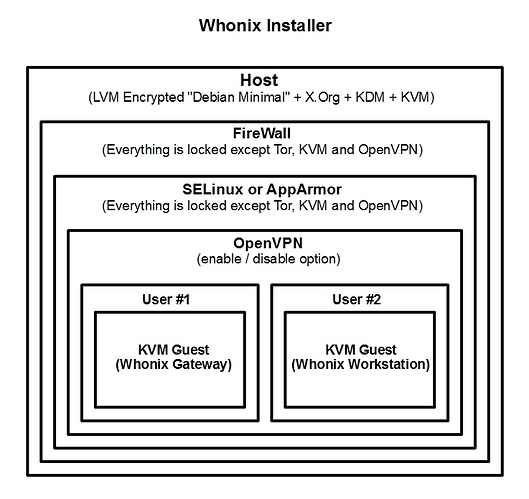 Whonix Installer
Host
(LVM Encrypted "Debian Minimal" + X.Org + KDM + KVM)
FireWall
(Everything is locked except Tor, KVM and OpenVPN)
SELinux or AppArmor
(Everything is locked except Tor, KVM and OpenVPN)
OpenVPN
(enable / disable option)
User #1
KVM Guest
(Whonix Gateway)
User #2
KVM Guest
(Whonix Workstation)